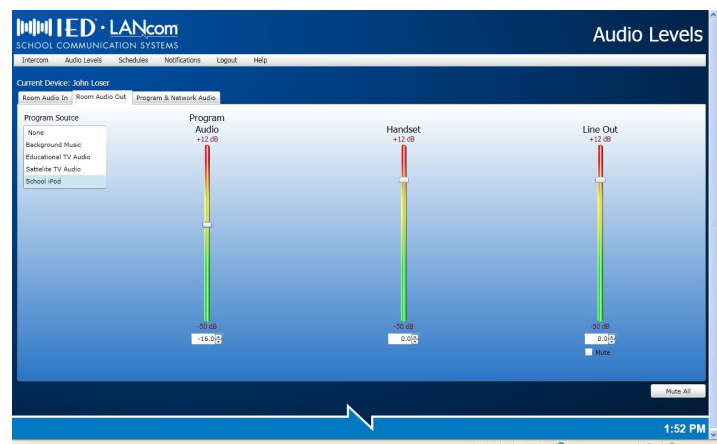 IED® · LANcom
Audio Levels
SCHOOL COMMUNICATION SYSTEMS
Intercom Audio Levels Schedules Notifications Logout Help
Current Device: John Loser
Room Audio In Room Audio Out Program & Network Audio
Program Source
None
Background Music
Educational TV Audio
Sattelite TV Audio
School iPod
Program
Audio
+12 dB
-50 dB
-16.0
Handset
+12 dB
-50 dB
0.0
Line Out
+12 dB
-50 dB
0.0
Mute
Mute All
1:52 PM